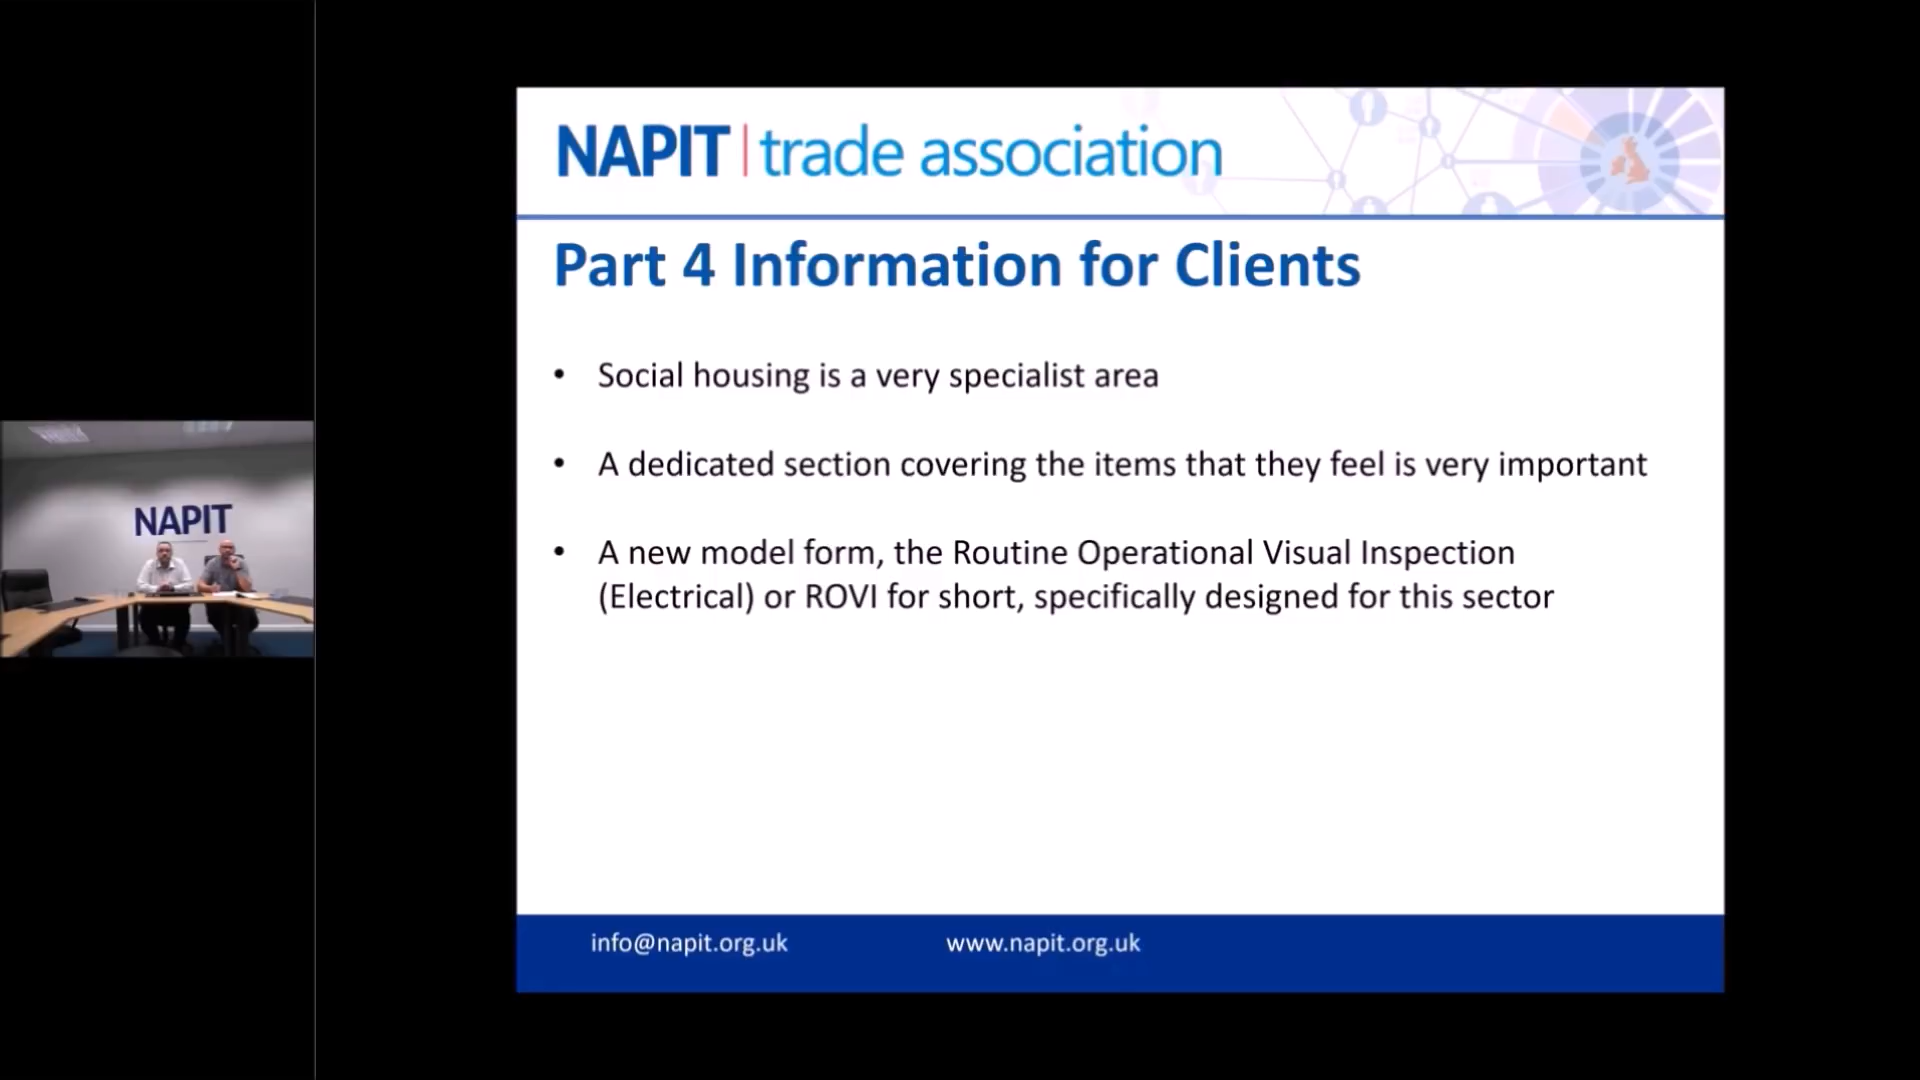 NAPIT | trade association
Part 4 Information for Clients
• Social housing is a very specialist area
• A dedicated section covering the items that they feel is very important
• A new model form, the Routine Operational Visual Inspection
(Electrical) or ROVI for short, specifically designed for this sector
NAPIT
info@napit.org.uk www.napit.org.uk